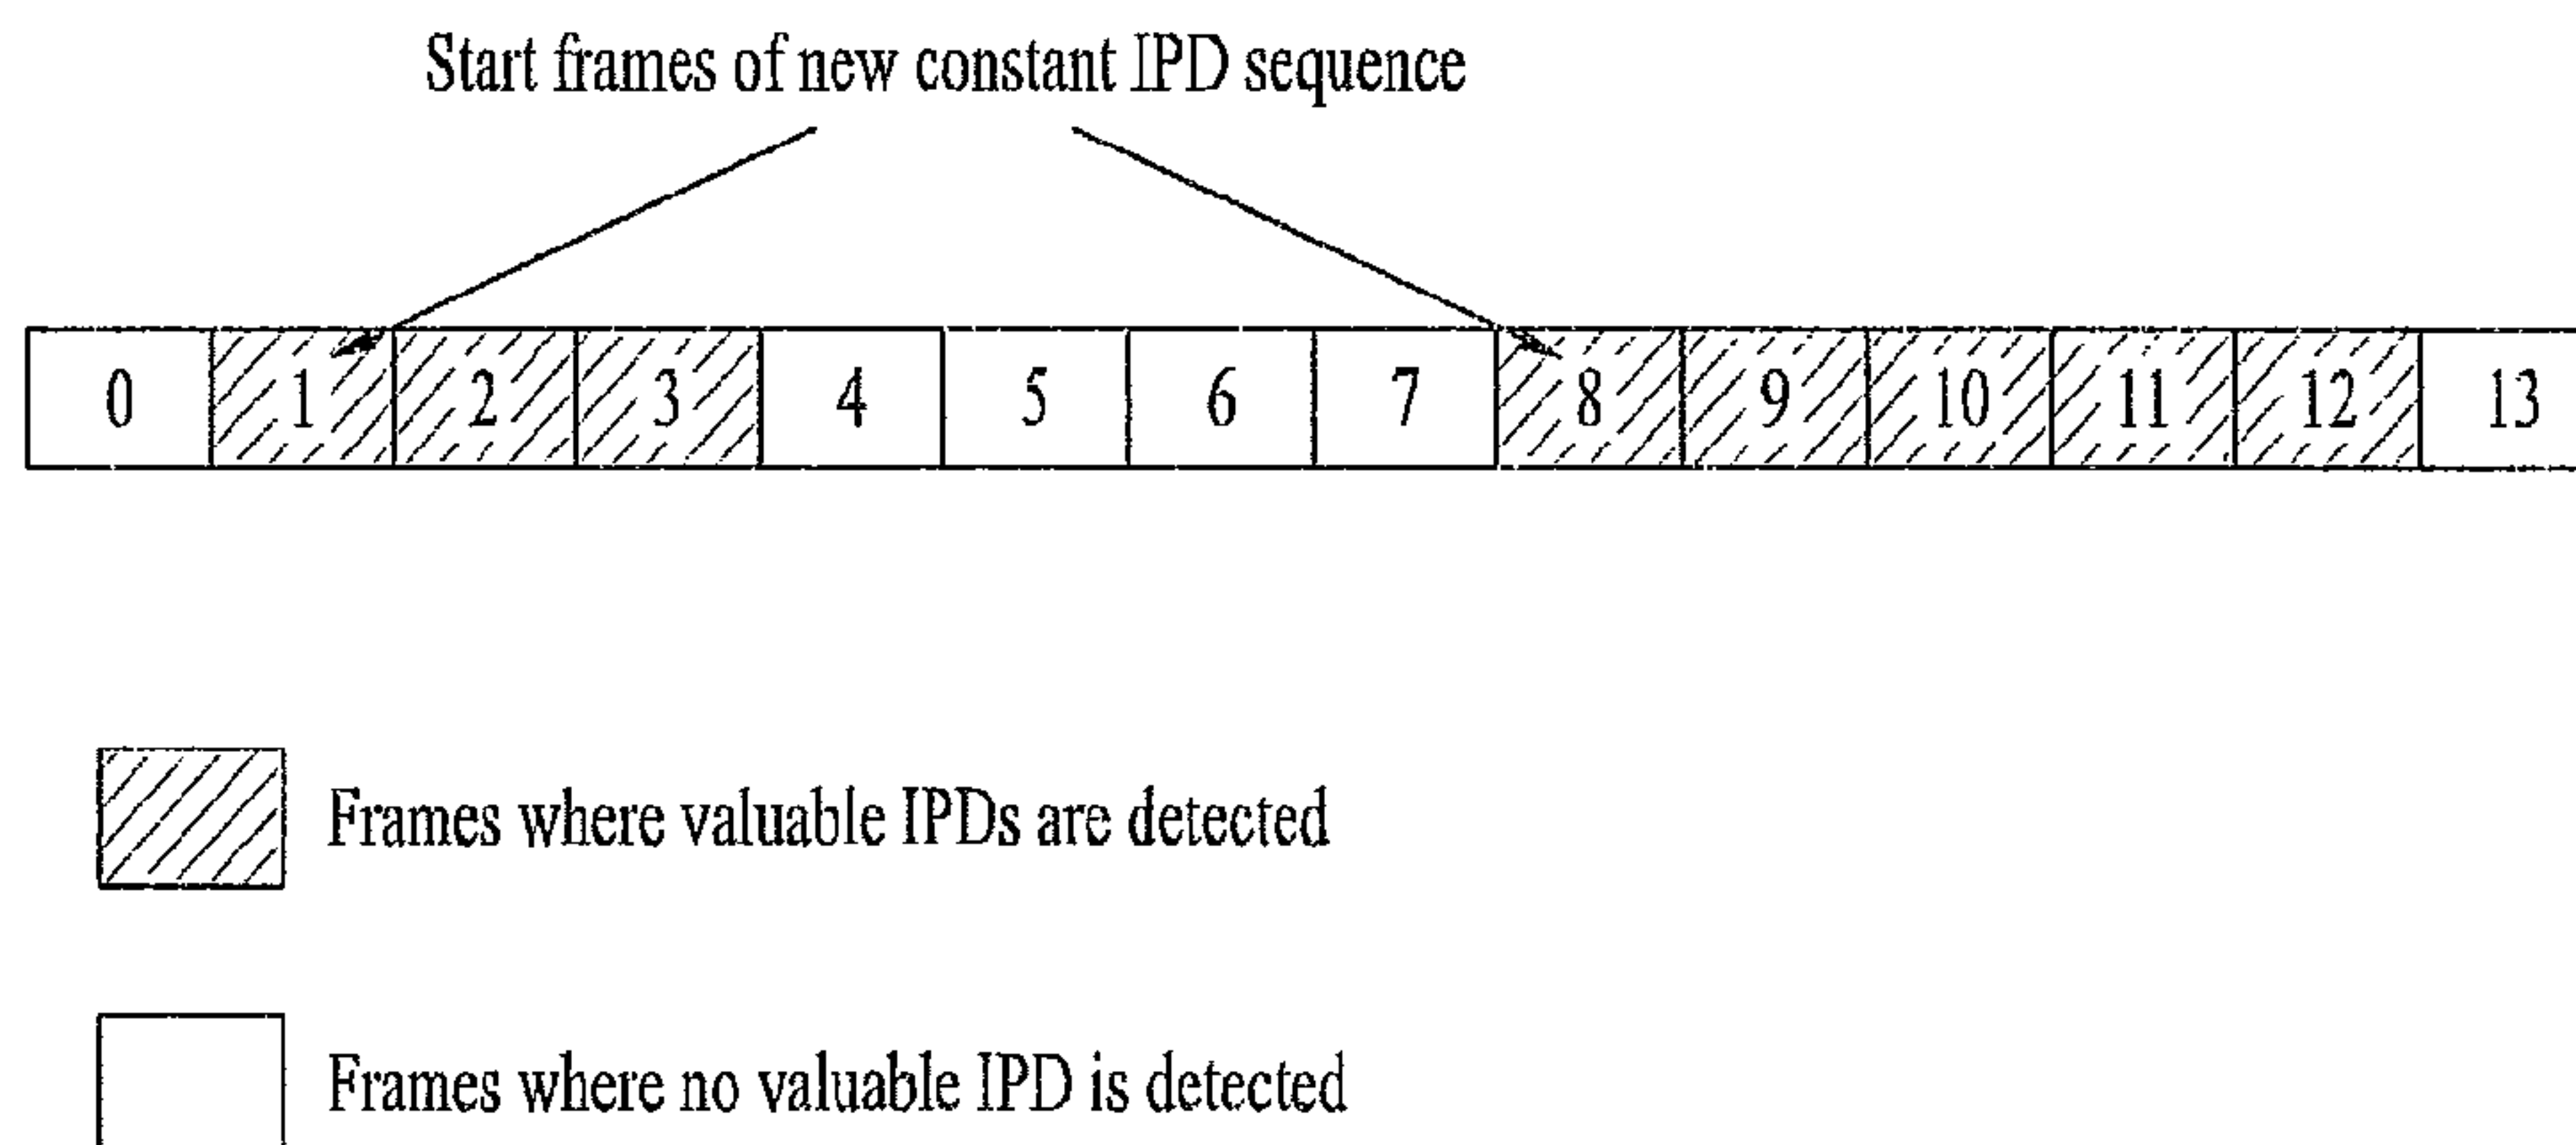 Start frames of new constant IPD sequence
0 1 2 3 4 5 6 7 8 9 10 11 12 13
Frames where valuable IPDs are detected
Frames where no valuable IPD is detected